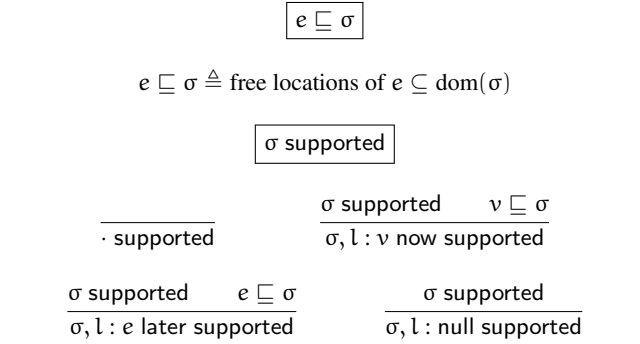 e ⊑ σ
e ⊑ σ ≜ free locations of e ⊆ dom(σ)
σ supported
σ supported v ⊑ σ
· supported
σ, l : v now supported
σ supported e ⊑ σ
σ, l : e later supported
σ supported
σ, l : null supported